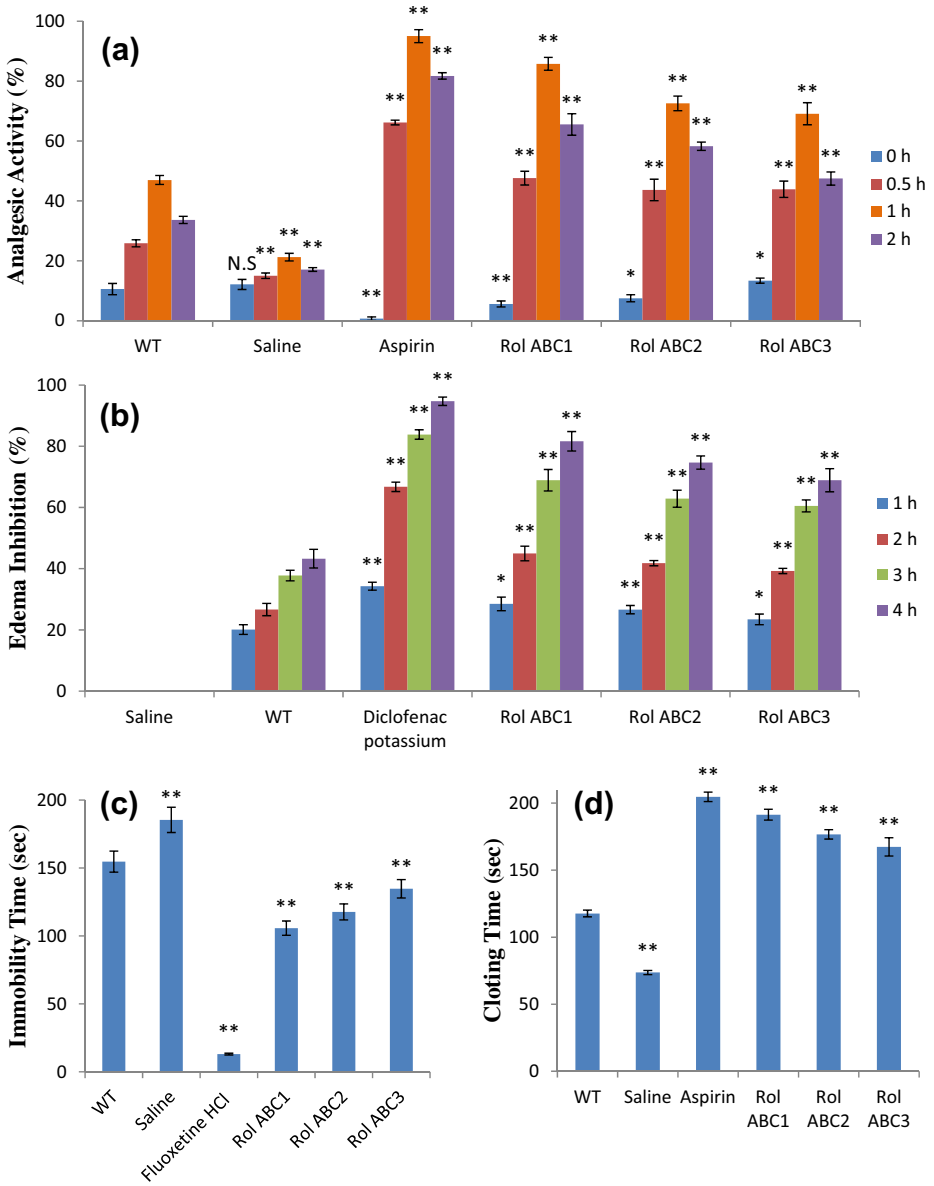 (a)
Analgesic Activity (%)
100
80
60
40
20
0
** ** ** ** ** ** ** ** ** ** ** **
N.S ** ** ** ** ** * *
WT Saline Aspirin Rol ABC1 Rol ABC2 Rol ABC3
0 h
0.5 h
1 h
2 h
(b)
Edema Inhibition (%)
100
80
60
40
20
0
** ** ** ** ** ** ** ** ** ** ** **
** * ** *
Saline WT Diclofenac potassium Rol ABC1 Rol ABC2 Rol ABC3
1 h
2 h
3 h
4 h
(c)
Immobility Time (sec)
200
150
100
50
0
** ** ** ** **
WT Saline Fluoxetine HCl Rol ABC1 Rol ABC2 Rol ABC3
(d)
Cloting Time (sec)
200
150
100
50
0
** ** ** ** **
WT Saline Aspirin Rol ABC1 Rol ABC2 Rol ABC3